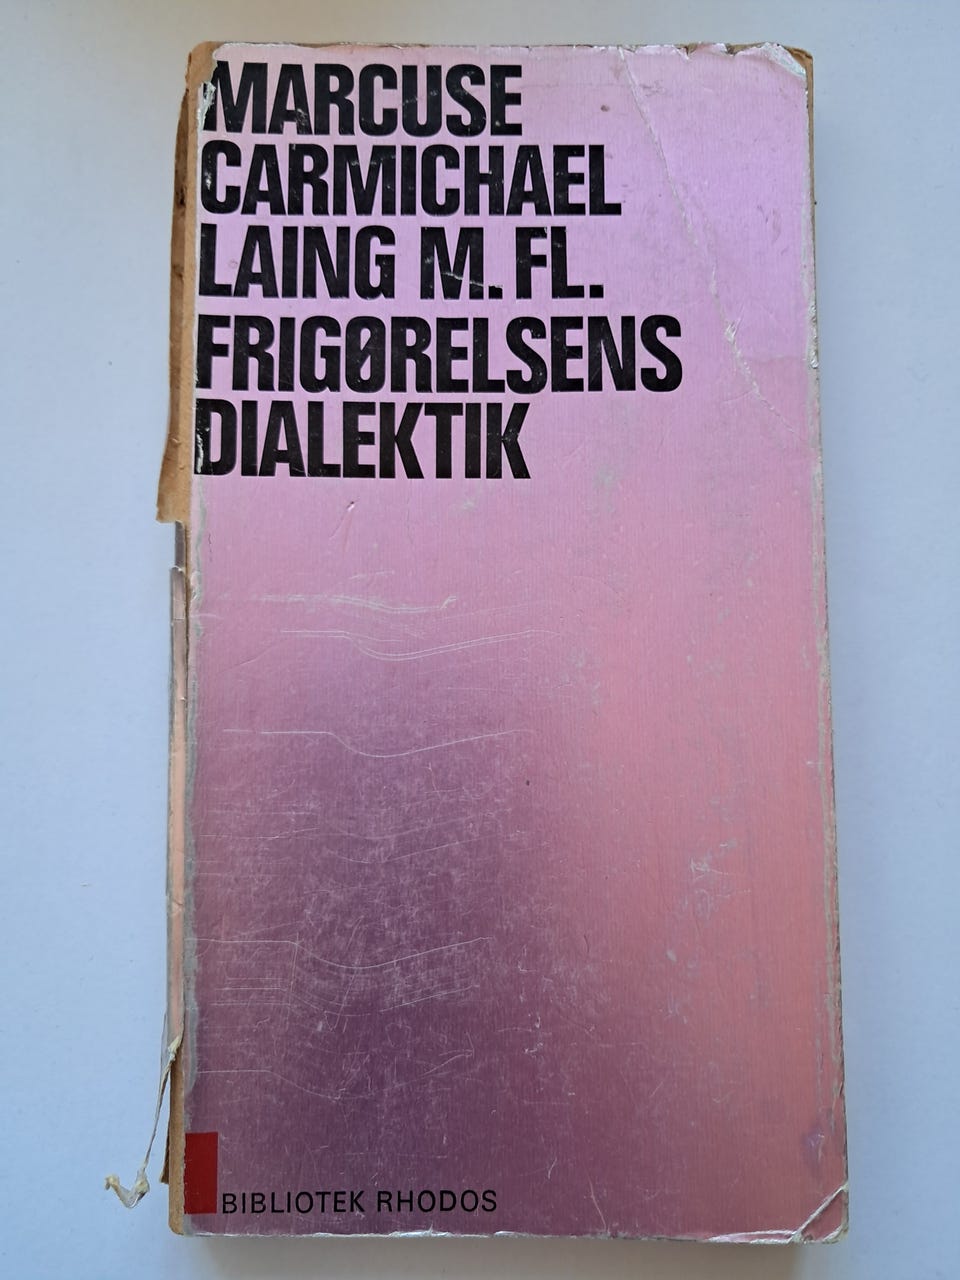 MARCUSE
CARMICHAEL
LAING M. FL.
FRIGØRELSENS
DIALEKTIK
BIBLIOTEK RHODOS